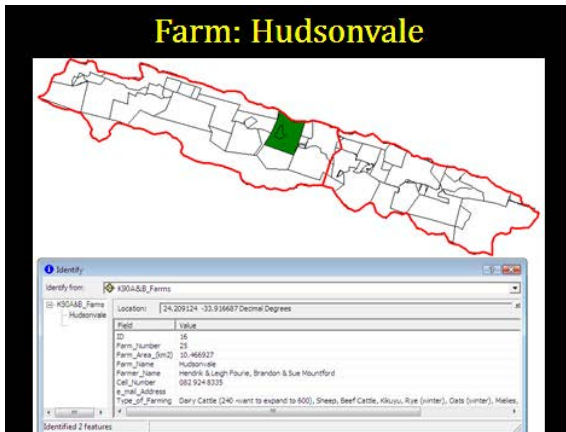 Farm: Hudsonvale
Identify
Identify from: K90A&B_Farms
K90A&B_Farms
Hudsonvale
Location: 24.209124 -33.916687 Decimal Degrees
Field Value
ID 16
Farm_Number 25
Farm_Area_(km2) 10.466927
Farm_Name Hudsonvale
Farmer_Name Hendrik & Leigh Fourie, Brandon & Sue Mountford
Cell_Number 082 924 8335
e_mail_Address
Type_of_Farming Dairy Cattle (240 -want to expand to 600), Sheep, Beef Cattle, Kikuyu, Rye (winter), Oats (winter), Mielies,
Identified 2 features